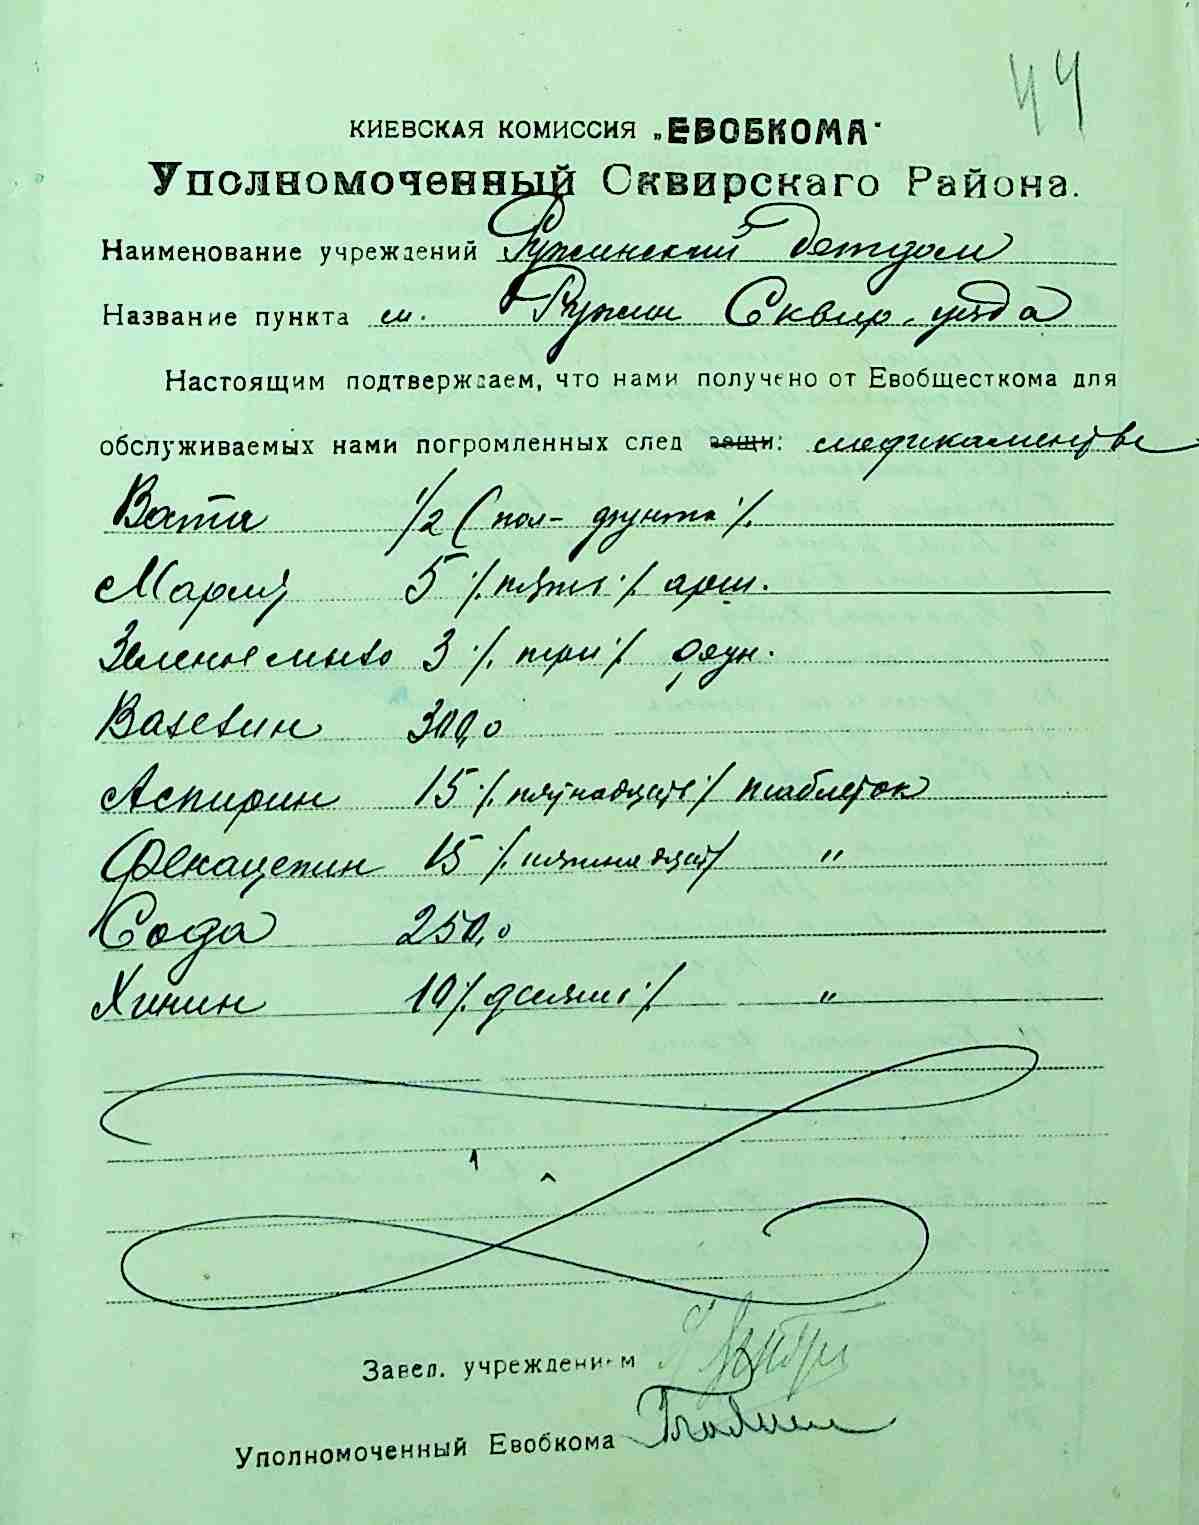 44
КИЕВСКАЯ КОМИССИЯ „ЕВОБКОМА"
Уполномоченный Сквирскаго Района.
Наименование учреждений Ружинский Детдом
Название пункта м. Ружин Сквир. уезда
Настоящим подтверждаем, что нами получено от Евобщесткома для
обслуживаемых нами погромленных след вещи: медикаменты
Вата 1/2 (пол-фунта/.
Марли 5 /.пять./ арш.
Зеленое мыло 3 /. три/. фун.
Вазелин 300,0
Аспирин 15 /.пятнадцать/ таблеток
Фенацетин 15 /.пятнадцать/ "
Сода 250,0
Хинин 10 /.десять./ "
Завед. учреждением
Уполномоченный Евобкома